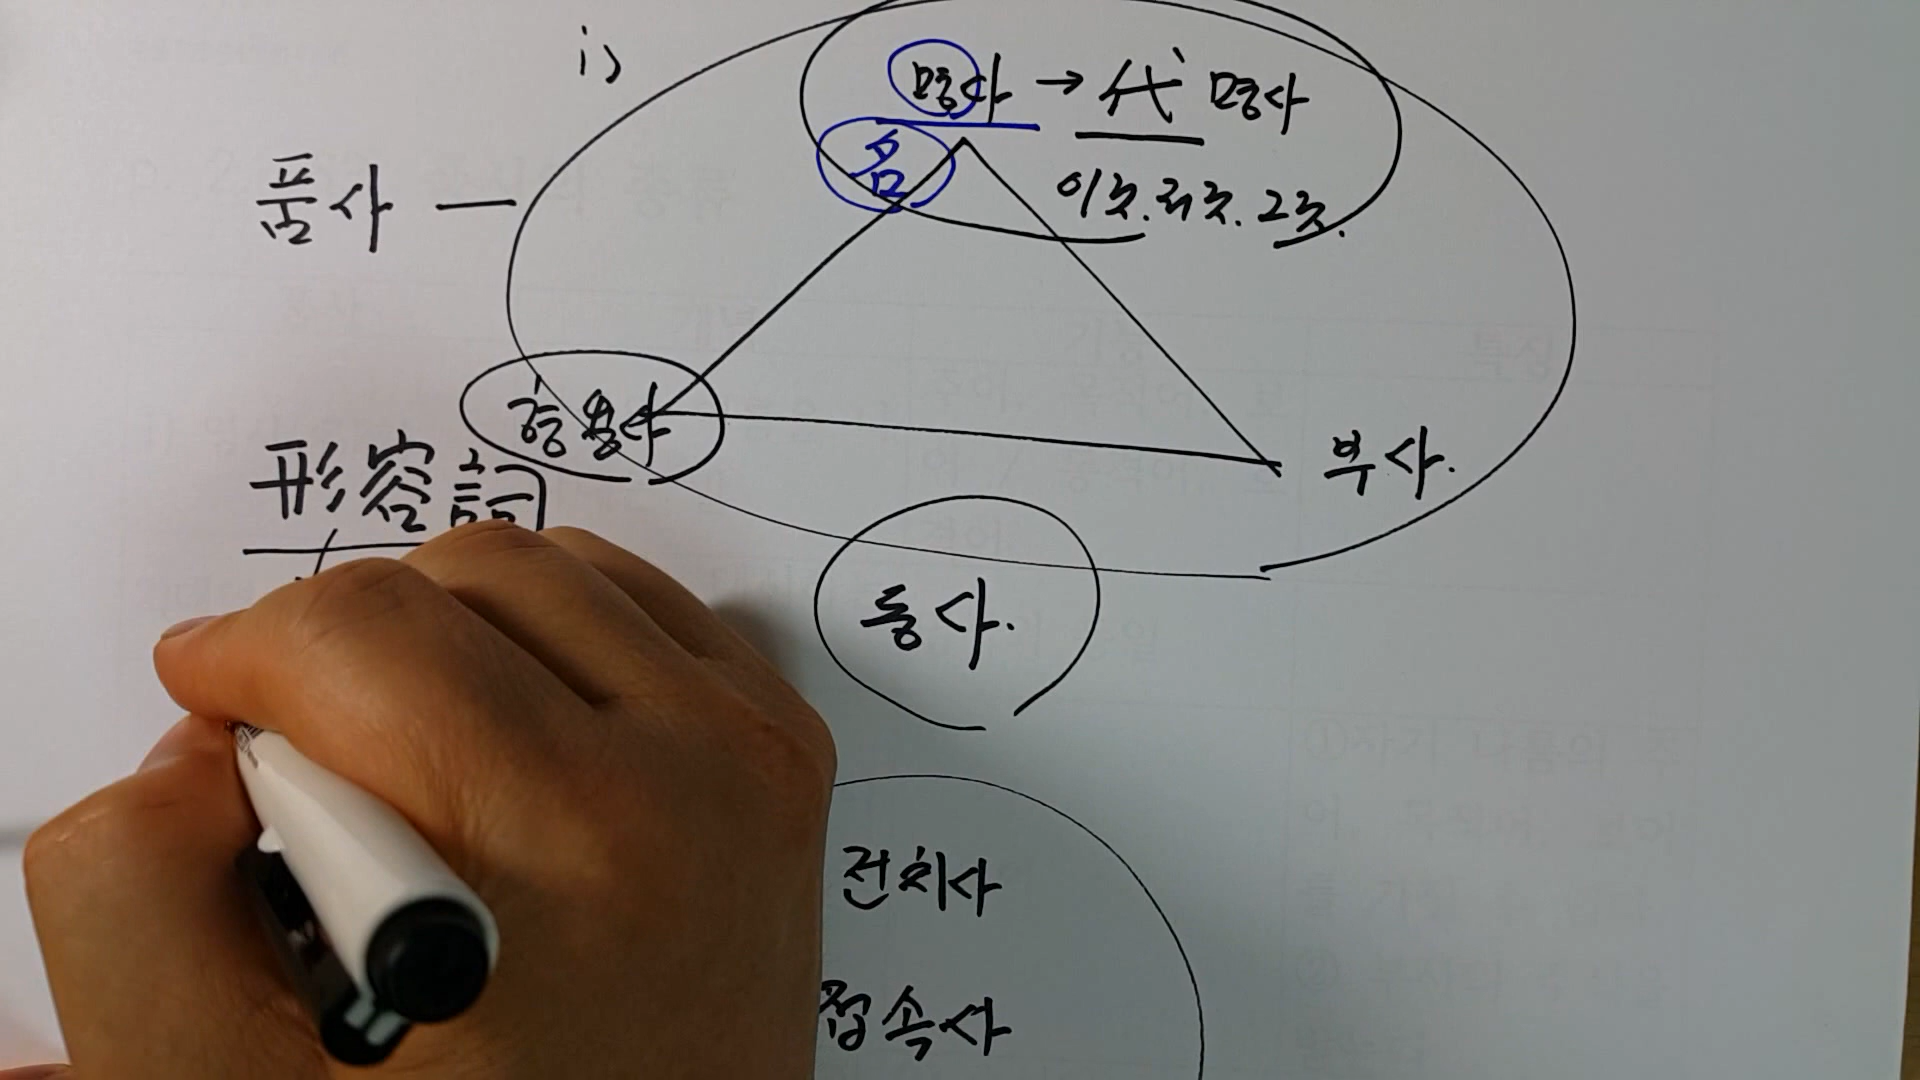 i)
명사 → 代 명사
名
이것. 저것. 그것.
품사 —
형용사
形容詞
부사.
동사.
전치사
접속사